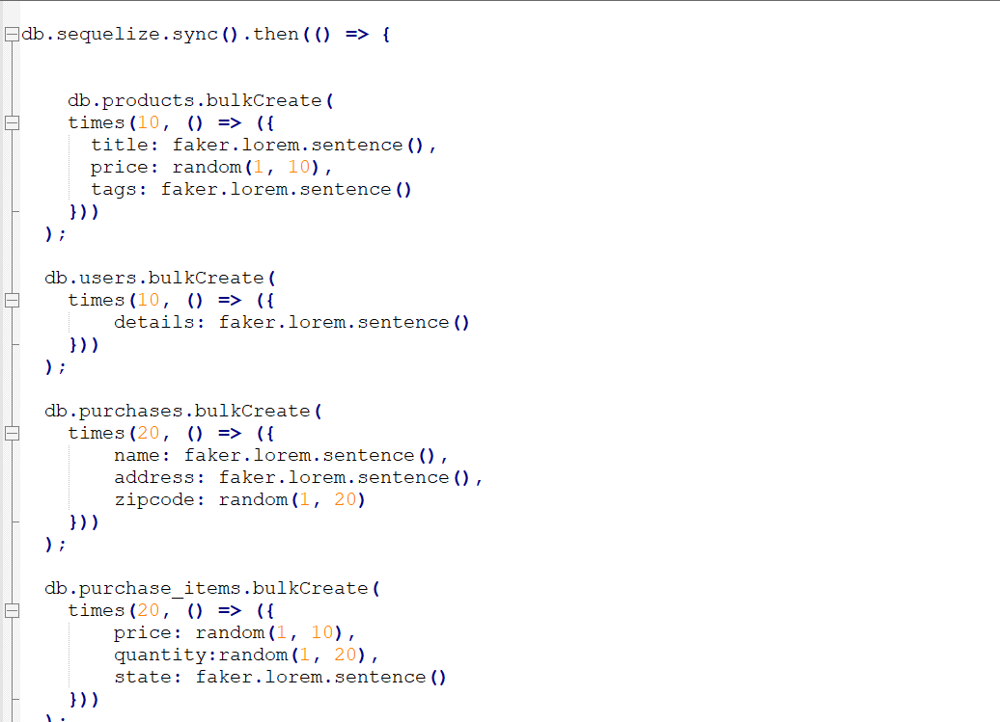 db.sequelize.sync().then(() => {
db.products.bulkCreate(
times(10, () => ({
title: faker.lorem.sentence(),
price: random(1, 10),
tags: faker.lorem.sentence()
}))
);
db.users.bulkCreate(
times(10, () => ({
details: faker.lorem.sentence()
}))
);
db.purchases.bulkCreate(
times(20, () => ({
name: faker.lorem.sentence(),
address: faker.lorem.sentence(),
zipcode: random(1, 20)
}))
);
db.purchase_items.bulkCreate(
times(20, () => ({
price: random(1, 10),
quantity:random(1, 20),
state: faker.lorem.sentence()
}))
);